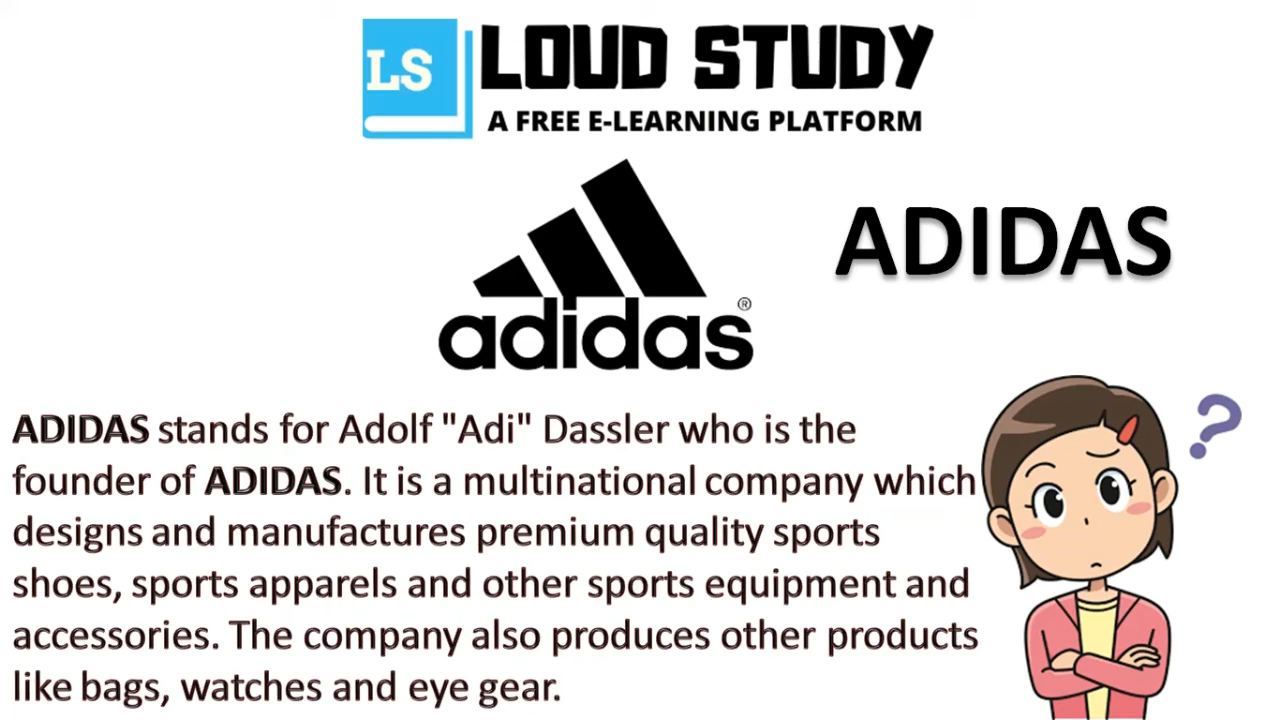 LS LOUD STUDY
A FREE E-LEARNING PLATFORM
adidas®
ADIDAS
ADIDAS stands for Adolf "Adi" Dassler who is the
founder of ADIDAS. It is a multinational company which
designs and manufactures premium quality sports
shoes, sports apparels and other sports equipment and
accessories. The company also produces other products
like bags, watches and eye gear.
?